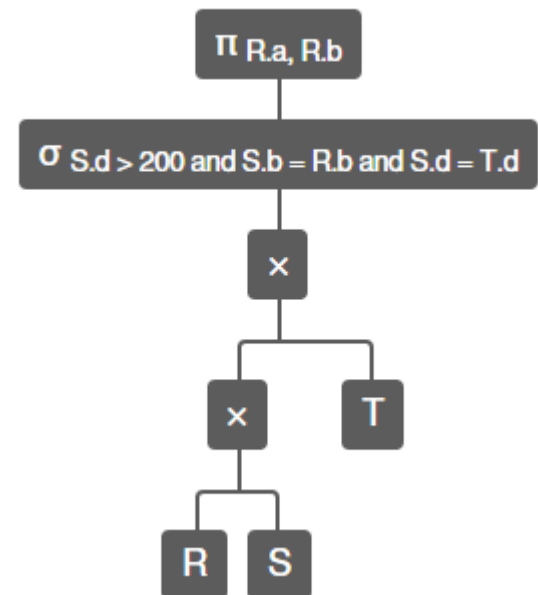 π R.a, R.b
σ S.d > 200 and S.b = R.b and S.d = T.d
×
× T
R S